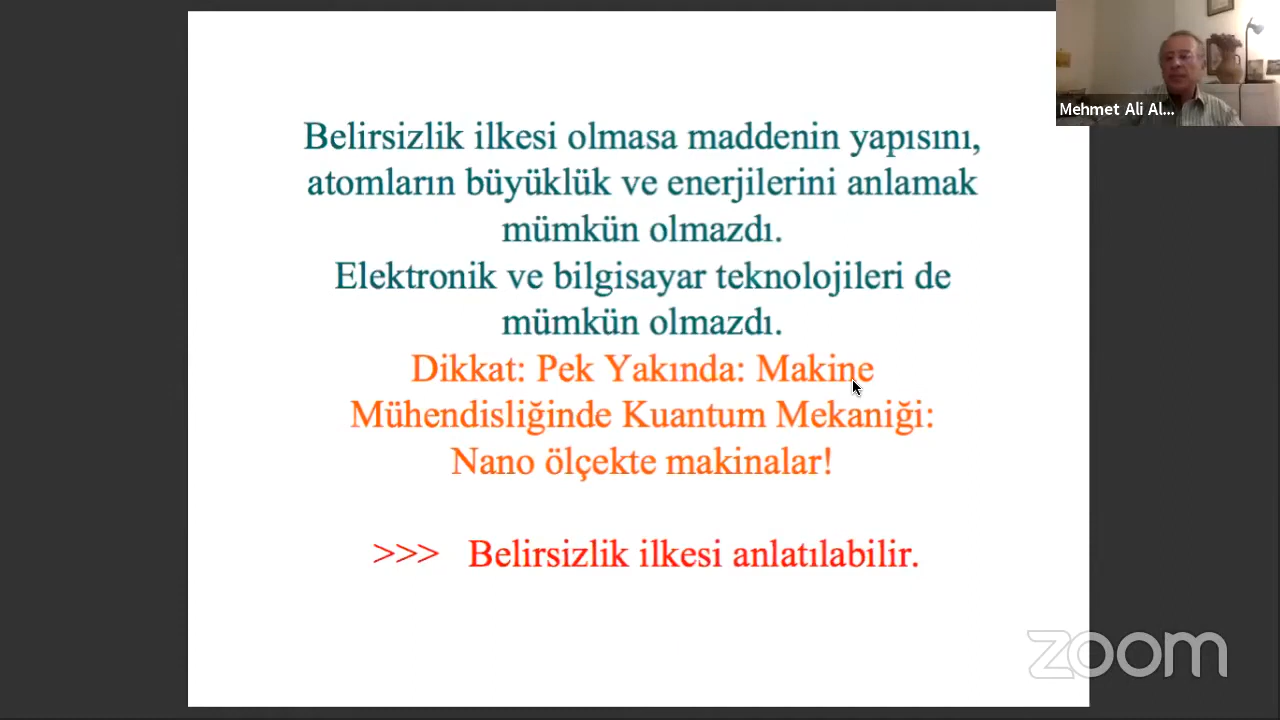 Mehmet Ali Al...
Belirsizlik ilkesi olmasa maddenin yapısını,
atomların büyüklük ve enerjilerini anlamak
mümkün olmazdı.
Elektronik ve bilgisayar teknolojileri de
mümkün olmazdı.
Dikkat: Pek Yakında: Makine
Mühendisliğinde Kuantum Mekaniği:
Nano ölçekte makinalar!
>>> Belirsizlik ilkesi anlatılabilir.
zoom